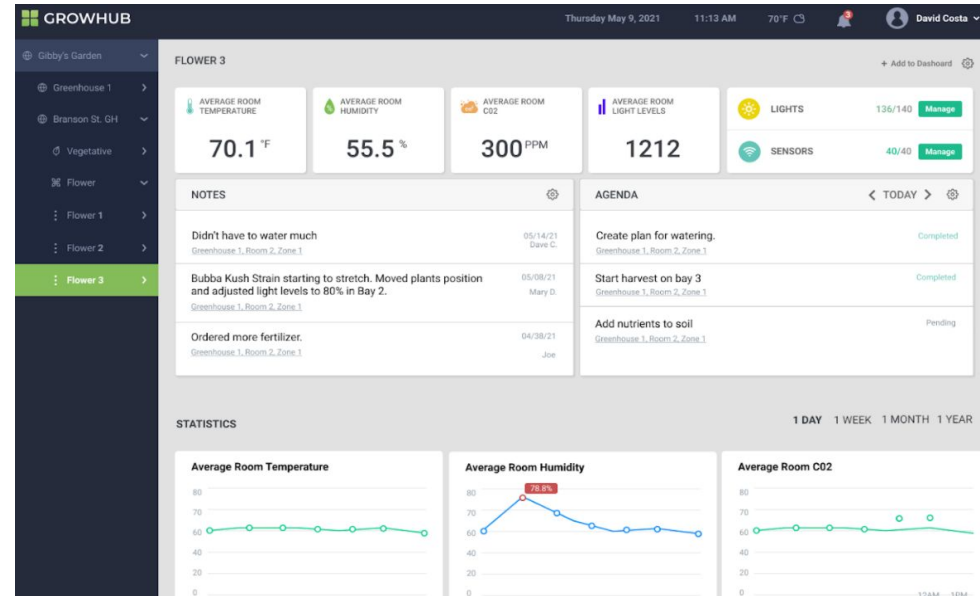 GROWHUB
Thursday May 9, 2021 11:13 AM 70°F 3 David Costa
Gibby's Garden
Greenhouse 1
Branson St. GH
Vegetative
Flower
Flower 1
Flower 2
Flower 3
FLOWER 3
+ Add to Dashoard
AVERAGE ROOM
TEMPERATURE
70.1 °F
AVERAGE ROOM
HUMIDITY
55.5 %
AVERAGE ROOM
C02
300 PPM
AVERAGE ROOM
LIGHT LEVELS
1212
LIGHTS 136/140 Manage
SENSORS 40/40 Manage
NOTES
Didn't have to water much 05/14/21
Greenhouse 1, Room 2, Zone 1 Dave C.
Bubba Kush Strain starting to stretch. Moved plants position 05/08/21
and adjusted light levels to 80% in Bay 2. Mary D.
Greenhouse 1, Room 2, Zone 1
Ordered more fertilizer. 04/38/21
Greenhouse 1, Room 2, Zone 1 Joe
AGENDA < TODAY >
Create plan for watering. Completed
Greenhouse 1, Room 2, Zone 1
Start harvest on bay 3 Completed
Greenhouse 1, Room 2, Zone 1
Add nutrients to soil Pending
Greenhouse 1, Room 2, Zone 1
STATISTICS
1 DAY 1 WEEK 1 MONTH 1 YEAR
Average Room Temperature
80
70
60
40
20
0
Average Room Humidity
78.8%
80
70
60
40
20
0
Average Room C02
80
70
60
40
20
0
12AM 1PM